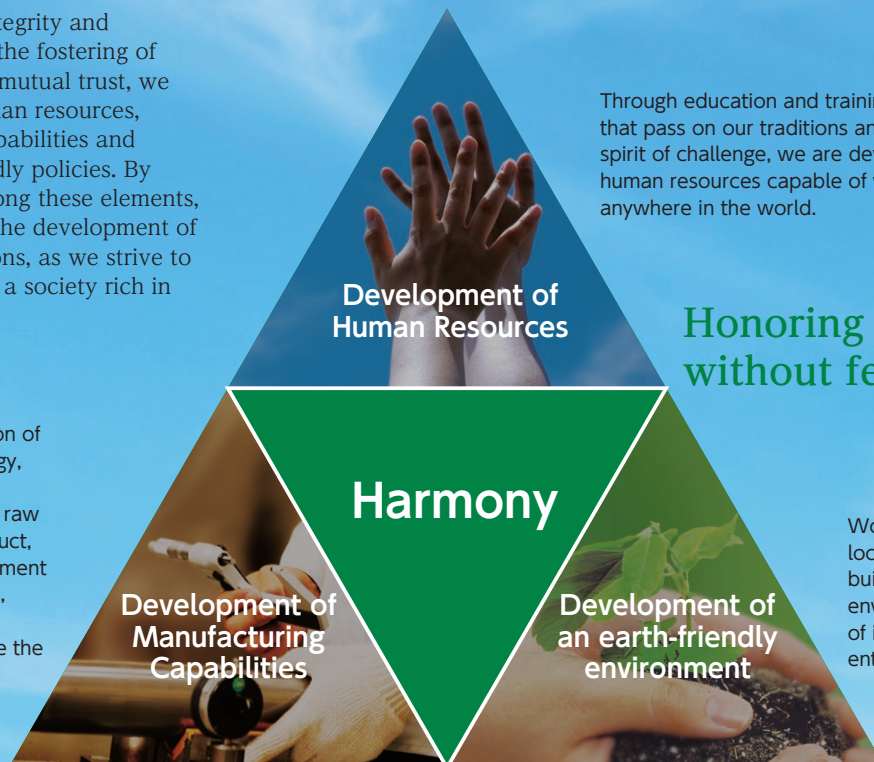 tegrity and
the fostering of
mutual trust, we
an resources,
abilities and
dly policies. By
ong these elements,
he development of
ons, as we strive to
a society rich in
Through education and trainin
that pass on our traditions an
spirit of challenge, we are dev
human resources capable of
anywhere in the world.
Development of
Human Resources
Honoring
without fe
on of
gy,
raw
uct,
ment
,
e the
Harmony
Development of
Manufacturing
Capabilities
Development of
an earth-friendly
environment
Wo
loc
bui
env
of i
ent